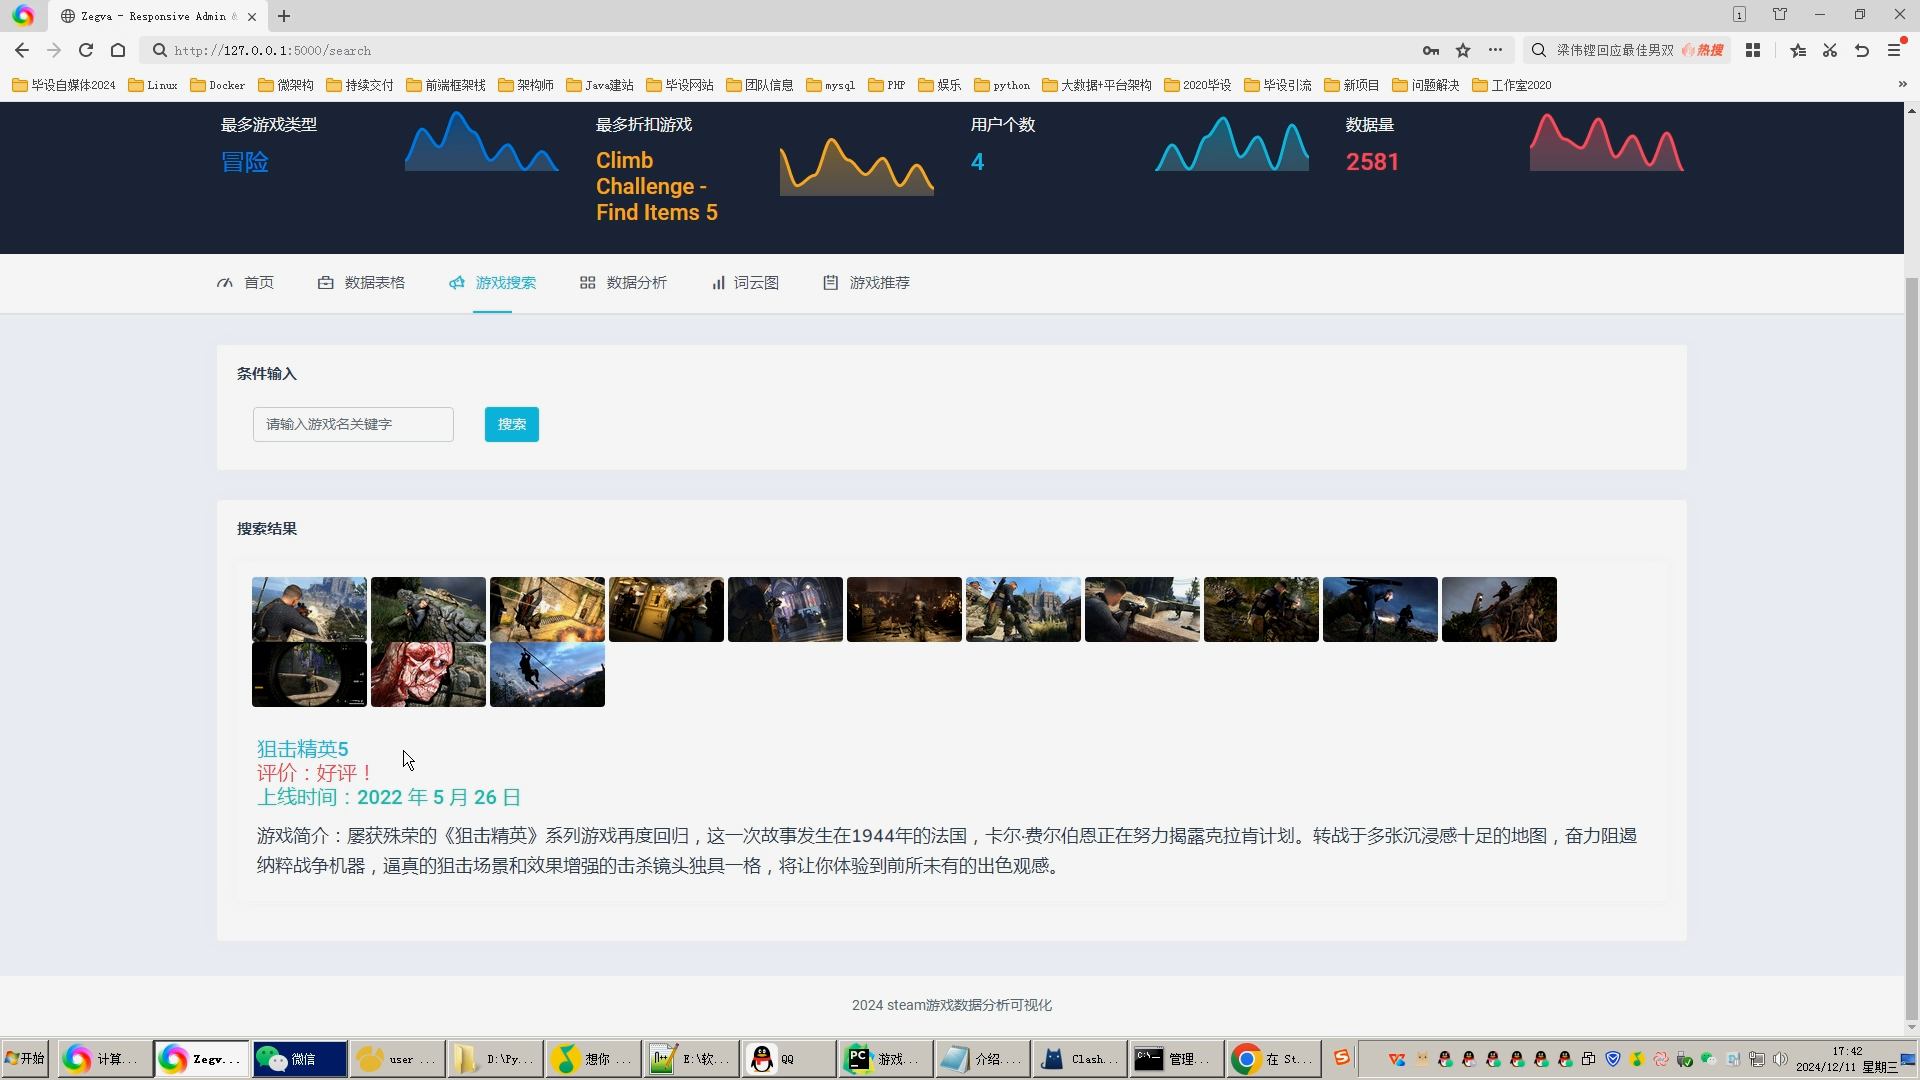 Zegva - Responsive Admin &
1
http://127.0.0.1:5000/search
梁伟铿回应最佳男双
热搜
毕设自媒体2024
Linux
Docker
微架构
持续交付
前端框架栈
架构师
Java建站
毕设网站
团队信息
mysql
PHP
娱乐
python
大数据+平台架构
2020毕设
毕设引流
新项目
问题解决
工作室2020
最多游戏类型
冒险
最多折扣游戏
Climb
Challenge -
Find Items 5
用户个数
4
数据量
2581
首页
数据表格
游戏搜索
数据分析
词云图
游戏推荐
条件输入
请输入游戏名关键字
搜索
搜索结果
狙击精英5
评价：好评！
上线时间：2022 年 5 月 26 日
游戏简介：屡获殊荣的《狙击精英》系列游戏再度回归，这一次故事发生在1944年的法国，卡尔·费尔伯恩正在努力揭露克拉肯计划。转战于多张沉浸感十足的地图，奋力阻遏
纳粹战争机器，逼真的狙击场景和效果增强的击杀镜头独具一格，将让你体验到前所未有的出色观感。
2024 steam游戏数据分析可视化
开始
计算...
Zegv...
微信
user ...
D:\Py...
想你 ...
E:\软...
QQ
游戏...
介绍....
Clash...
管理...
在 St...
17:42
2024/12/11 星期三